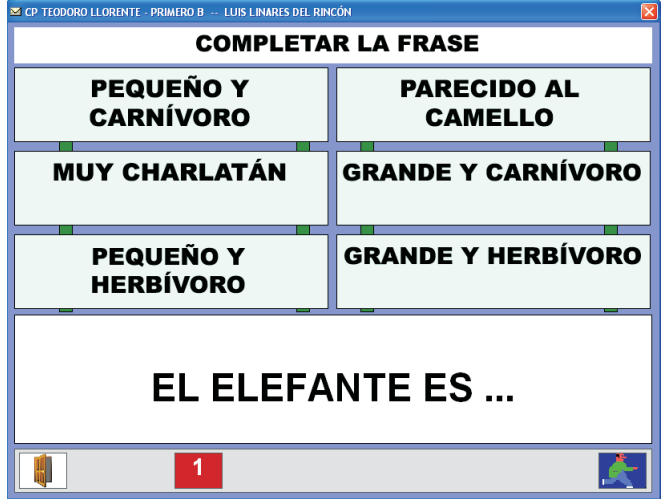 CP TEODORO LLORENTE - PRIMERO B -- LUIS LINARES DEL RINCÓN
COMPLETAR LA FRASE
PEQUEÑO Y
CARNÍVORO
PARECIDO AL
CAMELLO
MUY CHARLATÁN
GRANDE Y CARNÍVORO
PEQUEÑO Y
HERBÍVORO
GRANDE Y HERBÍVORO
EL ELEFANTE ES ...
1